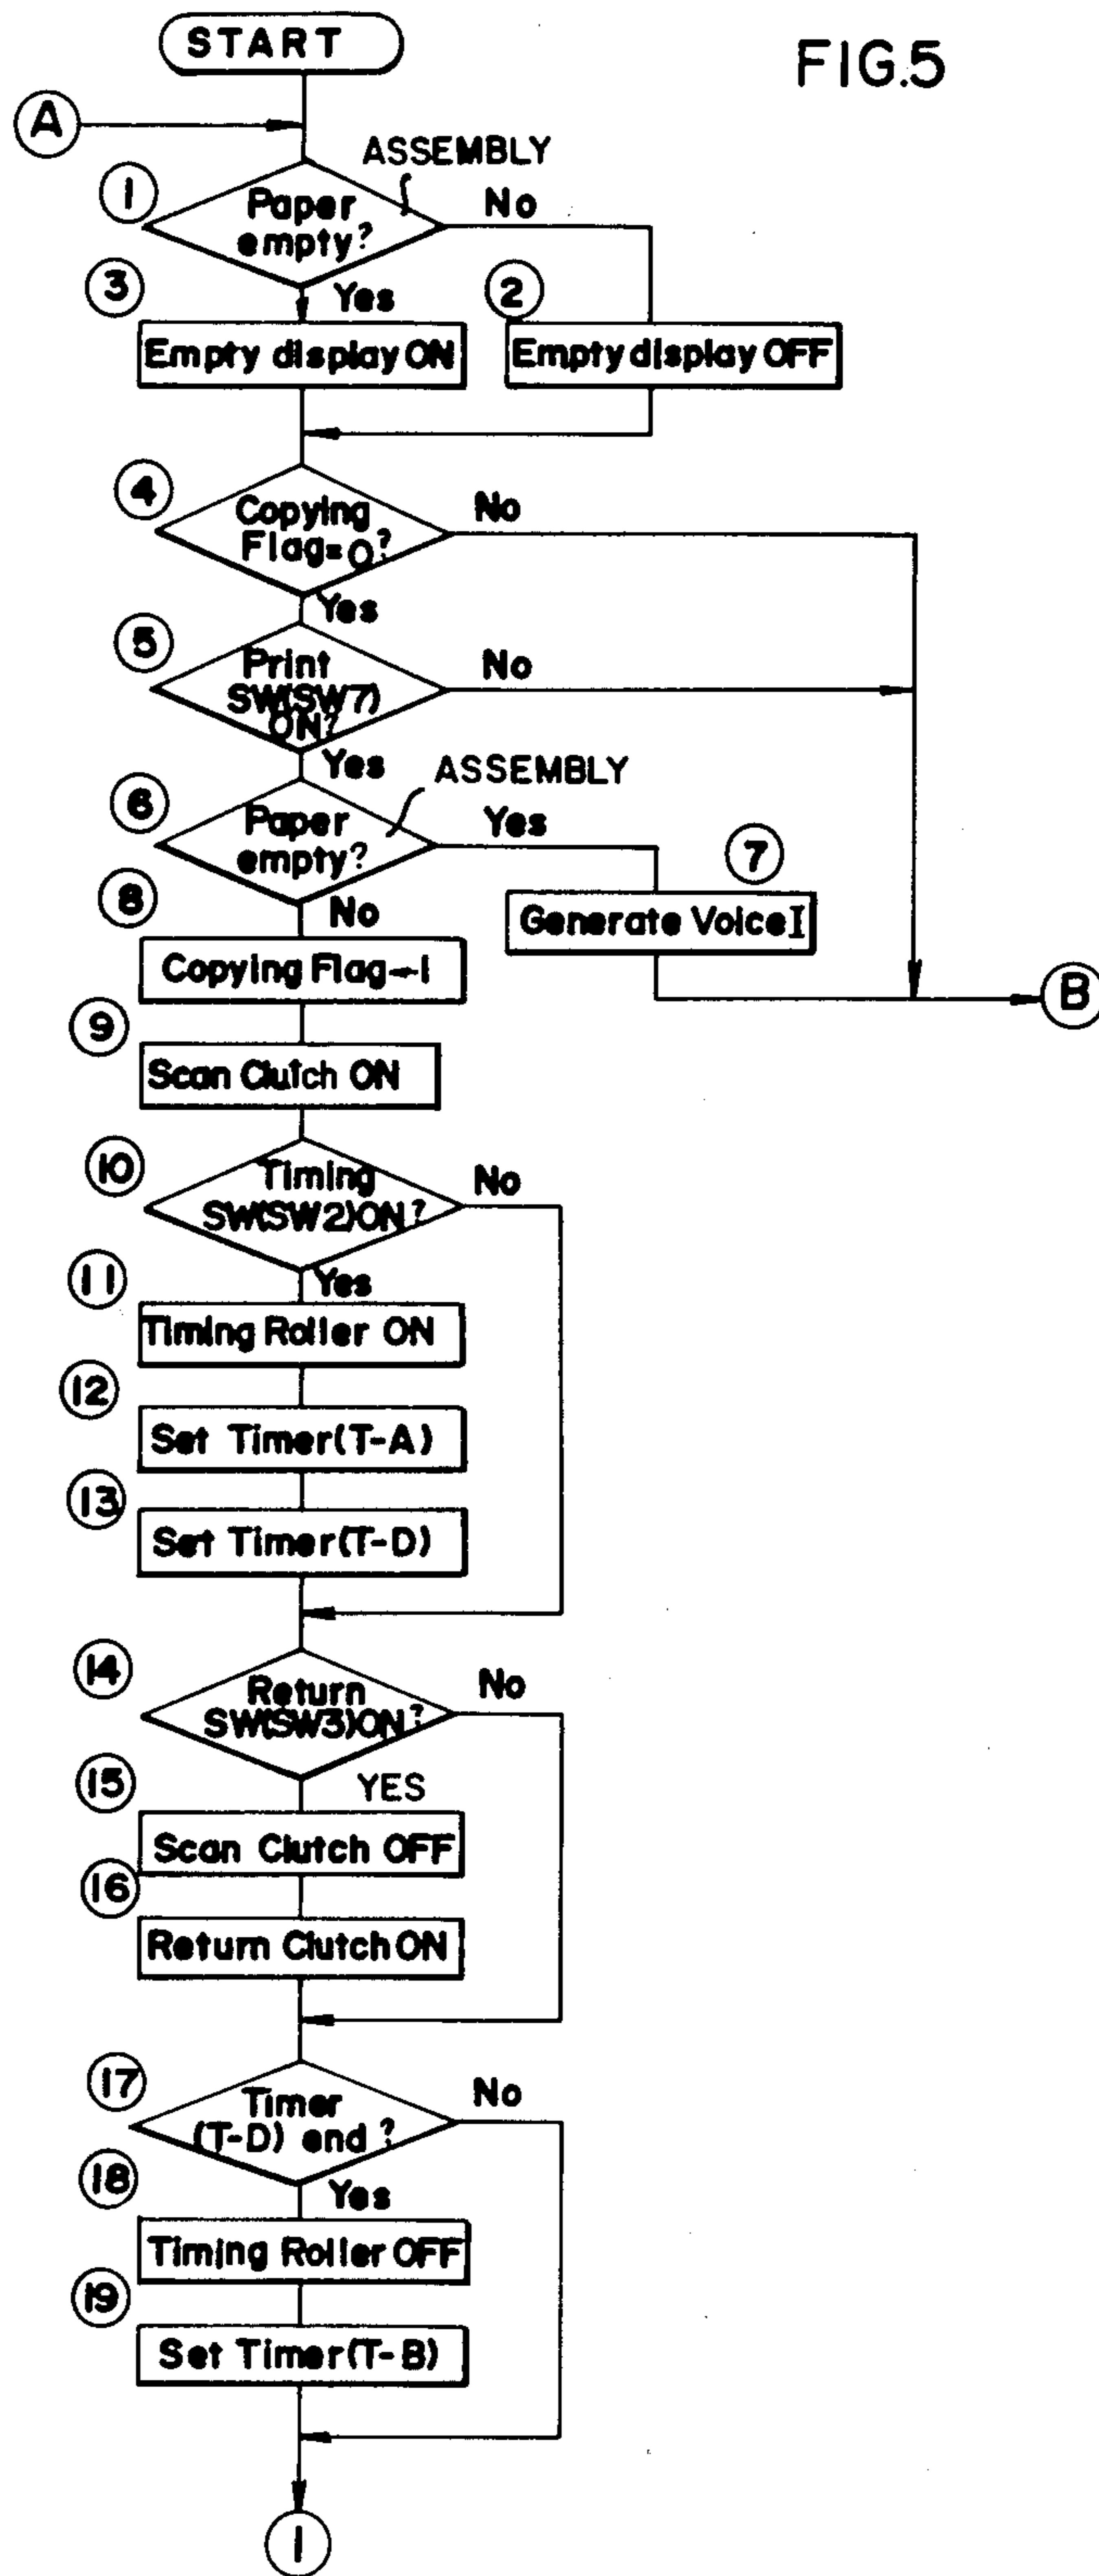 START
FIG.5
A
ASSEMBLY
1
Paper
empty?
No
3
Yes
2
Empty display ON
Empty display OFF
4
Copying
Flag=0?
No
Yes
5
Print
SW(SW7)
ON?
No
Yes
ASSEMBLY
6
Paper
empty?
Yes
7
8
No
Generate Voice I
Copying Flag←1
B
9
Scan Clutch ON
10
Timing
SW(SW2)ON?
No
11
Yes
Timing Roller ON
12
Set Timer(T-A)
13
Set Timer(T-D)
14
Return
SW(SW3)ON?
No
15
YES
Scan Clutch OFF
16
Return Clutch ON
17
Timer
(T-D) end ?
No
18
Yes
Timing Roller OFF
19
Set Timer(T-B)
1